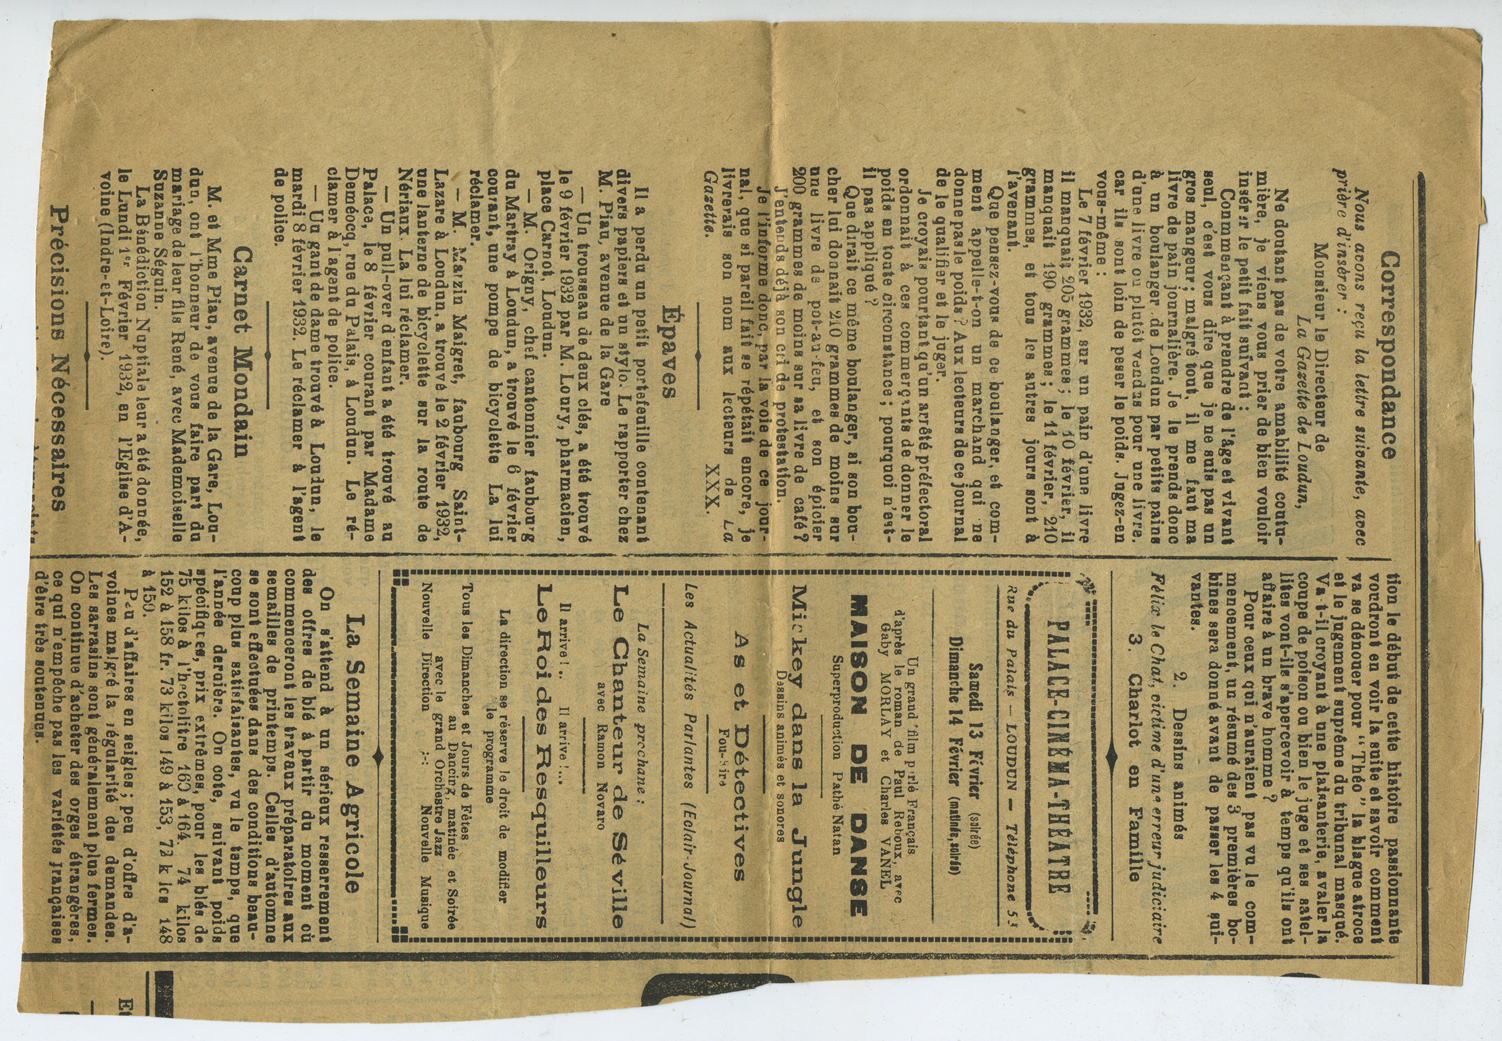 Correspondance
Nous avons reçu la lettre suivante, avec
prière d'insérer :
Monsieur le Directeur de
La Gazette de Loudun,
Ne doutant pas de votre amabilité coutu-
mière, je viens vous prier de bien vouloir
insérer le petit fait suivant :
Commençant à prendre de l'âge et vivant
seul, c'est vous dire que je ne suis pas un
gros mangeur; malgré tout, il me faut ma
livre de pain journalière. Je le prends donc
à un boulanger de Loudun par petits pains
d'une livre ou plutôt vendus pour une livre.
car ils sont loin de peser le poids. Jugez-en
vous-même :
Le 7 février 1932, sur un pain d'une livre
il manquait 205 grammes; le 10 février, il
manquait 190 grammes; le 11 février, 210
grammes, et tous les autres jours sont à
l'avenant.
Que pensez-vous de ce boulanger, et com-
ment appelle-t-on un marchand qui ne
donne pas le poids? Aux lecteurs de ce journal
de le qualifier et le juger.
Je croyais pourtant qu'un arrêté préfectoral
ordonnait à ces commerçants de donner le
poids en toute circonstance; pourquoi n'est-
il pas appliqué ?
Que dirait ce même boulanger, si son bou-
cher lui donnait 210 grammes de moins sur
une livre de pot-au-feu, et son épicier
200 grammes de moins sur sa livre de café?
J'entends déjà son cri de protestation.
Je l'informe donc, par la voie de ce jour-
nal, que si pareil fait se répétait encore, je
livrerais son nom aux lecteurs de La
Gazette.
XXX.
Épaves
Il a perdu un petit portefeuille contenant
divers papiers et un stylo. Le rapporter chez
M. Piau, avenue de la Gare
— Un trousseau de deux clés, a été trouvé
le 9 février 1932 par M. Loury, pharmacien,
place Carnot, Loudun.
— M. Origny, chef cantonnier faubourg
du Martray à Loudun, a trouvé le 6 février
courant, une pompe de bicyclette La lui
réclamer.
— M. Marzin Maigret, faubourg Saint-
Lazare à Loudun, a trouvé le 2 février 1932,
une lanterne de bicyclette sur la route de
Nériaux. La lui réclamer.
— Un pull-over d'enfant a été trouvé au
Palace, le 8 février courant par Madame
Demécq, rue du Palais, à Loudun. Le ré-
clamer à l'agent de police.
— Un gant de dame trouvé à Loudun, le
mardi 8 février 1932. Le réclamer à l'agent
de police.
Carnet Mondain
M. et Mme Piau, avenue de la Gare, Lou-
dun, ont l'honneur de vous faire part du
mariage de leur fils René, avec Mademoiselle
Suzanne Séguin.
La Bénédiction Nuptiale leur a été donnée,
le Lundi 1er Février 1932, en l'Eglise d'A-
voine (Indre-et-Loire).
Précisions Nécessaires
tion le début de cette histoire passionnante
voudront en voir la suite et savoir comment
va se dénouer pour "Théo" la blague atroce
et le jugement suprême du tribunal masqué.
Va t-il croyant à une plaisanterie, avaler la
coupe de poison ou bien le juge et ses satel-
lites vont-ils s'apercevoir à temps qu'ils ont
affaire à un brave homme ?
Pour ceux qui n'auraient pas vu le com-
mencement, un résumé des 3 premières bo-
bines sera donné avant de passer les 4 sui-
vantes.
2. Dessins animés
Félix le Chat, victime d'une erreur judiciaire
3. Charlot en Famille
PALACE-CINÉMA-THÉATRE
Rue du Palais — LOUDUN — Téléphone 55
Samedi 13 Février (soirée)
Dimanche 14 Février (matinée, soirée)
Un grand film parlé Français
d'après le roman de Paul Reboux, avec
Gaby MORLAY et Charles VANEL
MAISON DE DANSE
Superproduction Pathé Natan
Mickey dans la Jungle
Dessins animés et sonores
As et Détectives
Fou-rire
Les Actualités Parlantes (Eclair-Journal)
La Semaine prochane :
Le Chanteur de Séville
avec Ramon Novaro
Il arrive !.. Il arrive !...
Le Roi des Resquilleurs
La direction se réserve le droit de modifier
le programme
Tous les Dimanches et Jours de Fêtes
au Dancing, matinée et Soirée
avec le grand Orchestre Jazz
Nouvelle Direction :-: Nouvelle Musique
La Semaine Agricole
On s'attend à un sérieux resserrement
des offres de blé à partir du moment où
commenceront les travaux préparatoires aux
semailles de printemps. Celles d'automne
se sont effectuées dans des conditions beau-
coup plus satisfaisantes, vu le temps, que
l'année dernière. On cote, suivant poids
spécifiques, prix extrêmes, pour les blés de
75 kilos à l'hectolitre 160 à 164, 74 kilos
152 à 158 fr. 73 kilos 149 à 153, 72 kilos 148
à 150.
Peu d'affaires en seigles; peu d'offre d'a-
voines malgré la régularité des demandes.
Les sarrasins sont généralement plus fermes.
On continue d'acheter des orges étrangères,
ce qui n'empêche pas les variétés françaises
d'être très soutenues.